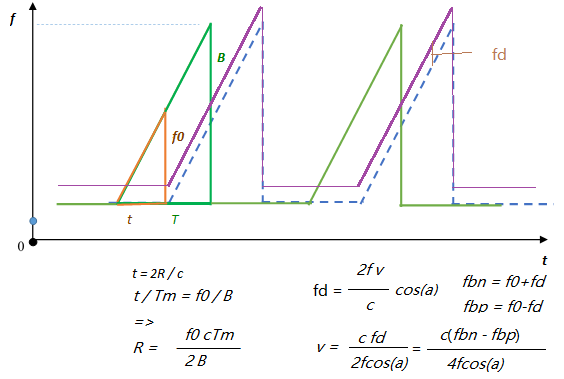 f
B
fd
f0
t
T
0
t
t = 2R / c
t / Tm = f0 / B
=>
R = f0 cTm / 2 B
fd = 2f v / c cos(a)
v = c fd / 2fcos(a) = c(fbn - fbp) / 4fcos(a)
fbn = f0+fd
fbp = f0-fd